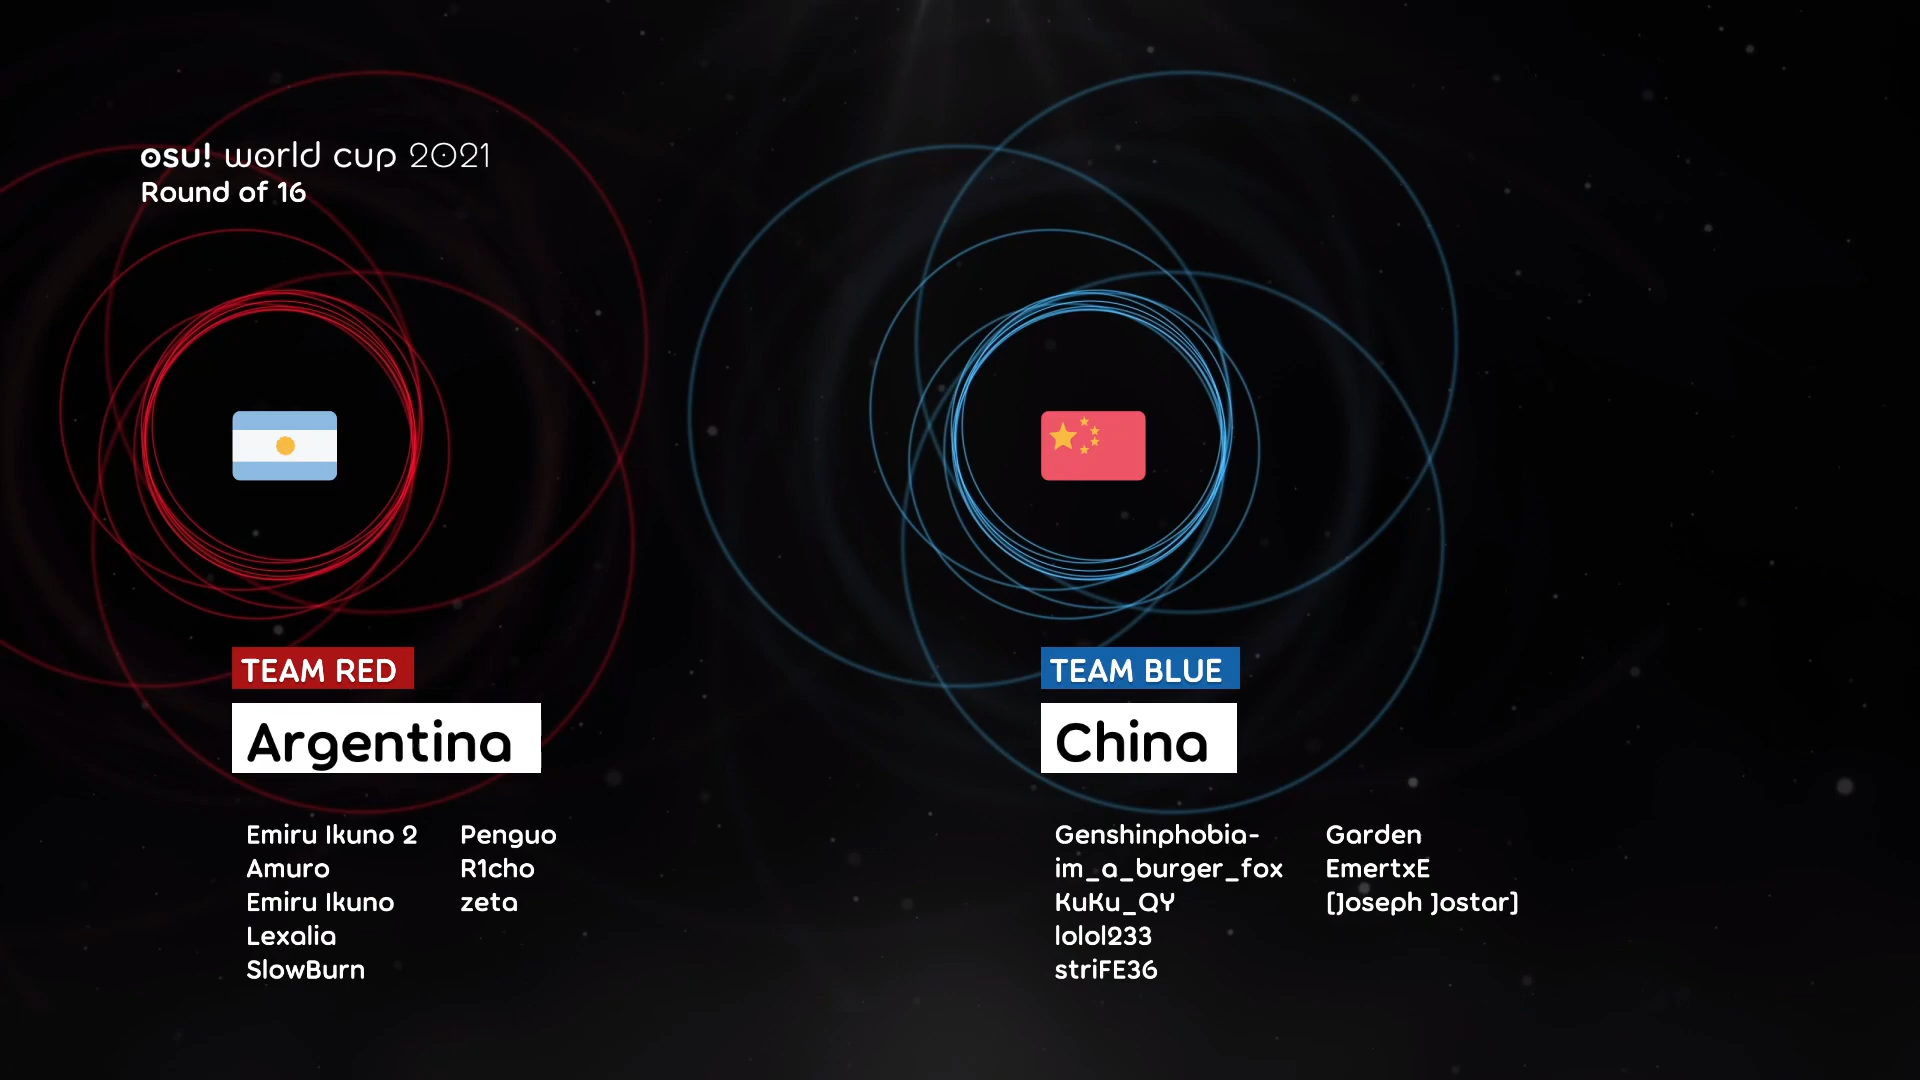 osu! world cup 2021
Round of 16
TEAM RED
Argentina
Emiru Ikuno 2
Amuro
Emiru Ikuno
Lexalia
SlowBurn
Penguo
R1cho
zeta
TEAM BLUE
China
Genshinphobia-
im_a_burger_fox
KuKu_QY
lolol233
striFE36
Garden
EmertxE
[Joseph Jostar]